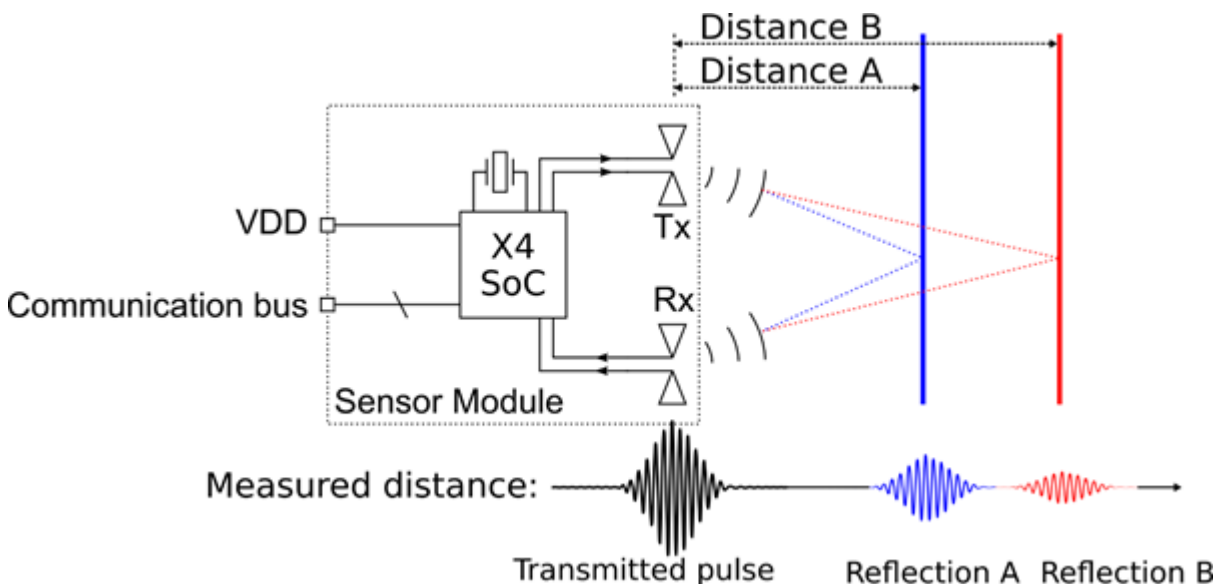 Distance B
Distance A
VDD
X4
SoC
Tx
Communication bus
Rx
Sensor Module
Measured distance:
Transmitted pulse
Reflection A
Reflection B